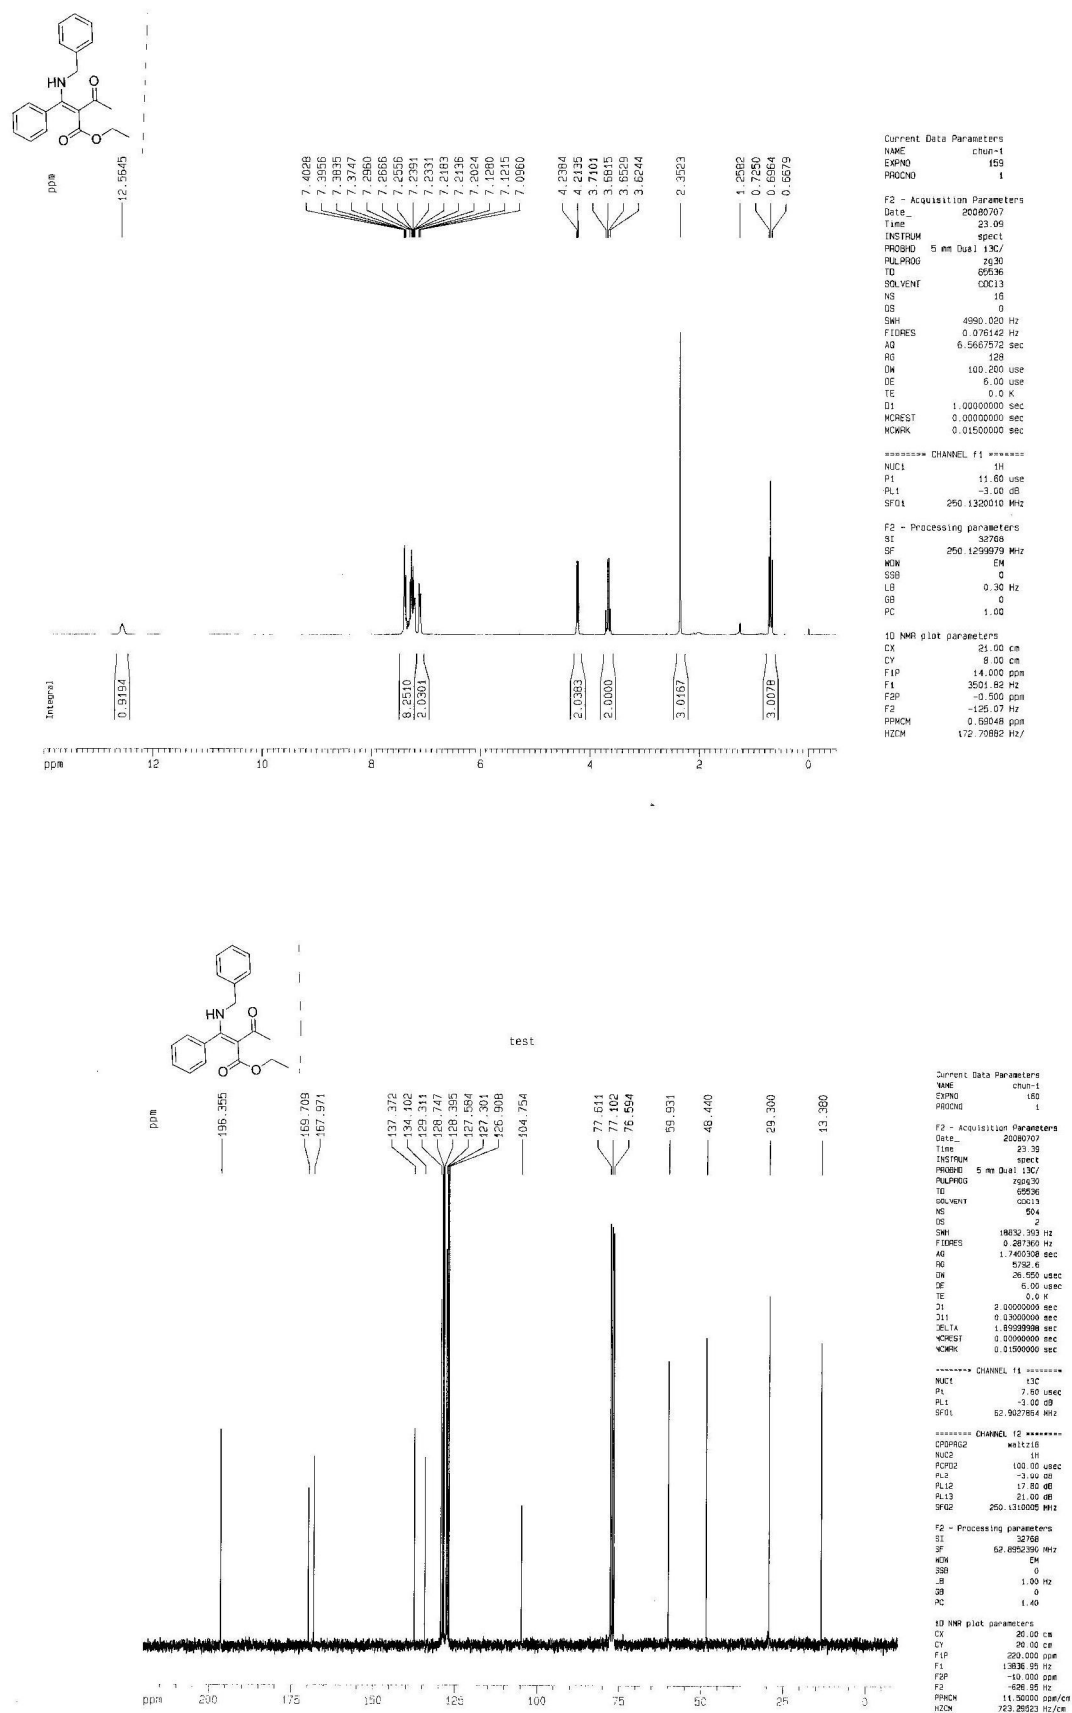 HN
O
O
O
ppm
12.5645
7.4028
7.3956
7.3835
7.3747
7.2960
7.2666
7.2556
7.2391
7.2331
7.2183
7.2136
7.2024
7.1280
7.1215
7.0960
4.2384
4.2135
3.7101
3.6815
3.6529
3.6244
2.3523
1.2582
0.7250
0.6964
0.6679
Current Data Parameters
NAME chun-1
EXPNO 159
PROCNO 1
F2 - Acquisition Parameters
Date_ 20080707
Time 23.09
INSTRUM spect
PROBHD 5 mm Dual 13C/
PULPROG zg30
TD 65536
SOLVENT CDCl3
NS 16
DS 0
SWH 4990.020 Hz
FIDRES 0.076142 Hz
AQ 6.5667572 sec
RG 128
DW 100.200 use
DE 6.00 use
TE 0.0 K
D1 1.00000000 sec
MCREST 0.00000000 sec
MCWRK 0.01500000 sec
======== CHANNEL f1 =======
NUC1 1H
P1 11.60 use
PL1 -3.00 dB
SFO1 250.1320010 MHz
F2 - Processing parameters
SI 32768
SF 250.1299979 MHz
WDW EM
SSB 0
LB 0.30 Hz
GB 0
PC 1.00
1D NMR plot parameters
CX 21.00 cm
CY 8.00 cm
F1P 14.000 ppm
F1 3501.82 Hz
F2P -0.500 ppm
F2 -125.07 Hz
PPMCM 0.69048 ppm
HZCM 172.70882 Hz/
Integral
0.9194
8.2510
2.0301
2.0383
2.0000
3.0167
3.0078
ppm 12 10 8 6 4 2 0
HN
O
O
O
test
ppm
196.355
169.709
167.971
137.372
134.102
129.311
128.747
128.395
127.584
127.301
126.908
104.754
77.611
77.102
76.594
59.931
48.440
29.300
13.380
Current Data Parameters
NAME chun-1
EXPNO 160
PROCNO 1
F2 - Acquisition Parameters
Date_ 20080707
Time 23.39
INSTRUM spect
PROBHD 5 mm Dual 13C/
PULPROG zgpg30
TD 65536
SOLVENT CDCl3
NS 504
DS 2
SWH 18832.393 Hz
FIDRES 0.287360 Hz
AQ 1.7400308 sec
RG 5792.6
DW 26.550 usec
DE 6.00 usec
TE 0.0 K
D1 2.00000000 sec
D11 0.03000000 sec
DELTA 1.89999998 sec
MCREST 0.00000000 sec
MCWRK 0.01500000 sec
======== CHANNEL f1 ========
NUC1 13C
P1 7.60 usec
PL1 -3.00 dB
SFO1 62.9027864 MHz
======== CHANNEL f2 ========
CPDPRG2 waltz16
NUC2 1H
PCPD2 100.00 usec
PL2 -3.00 dB
PL12 17.80 dB
PL13 21.00 dB
SFO2 250.1310005 MHz
F2 - Processing parameters
SI 32768
SF 62.8952390 MHz
WDW EM
SSB 0
LB 1.00 Hz
GB 0
PC 1.40
1D NMR plot parameters
CX 20.00 cm
CY 20.00 cm
F1P 220.000 ppm
F1 13836.95 Hz
F2P -10.000 ppm
F2 -628.95 Hz
PPMCM 11.50000 ppm/cm
HZCM 723.29523 Hz/cm
ppm 200 175 150 125 100 75 50 25 0